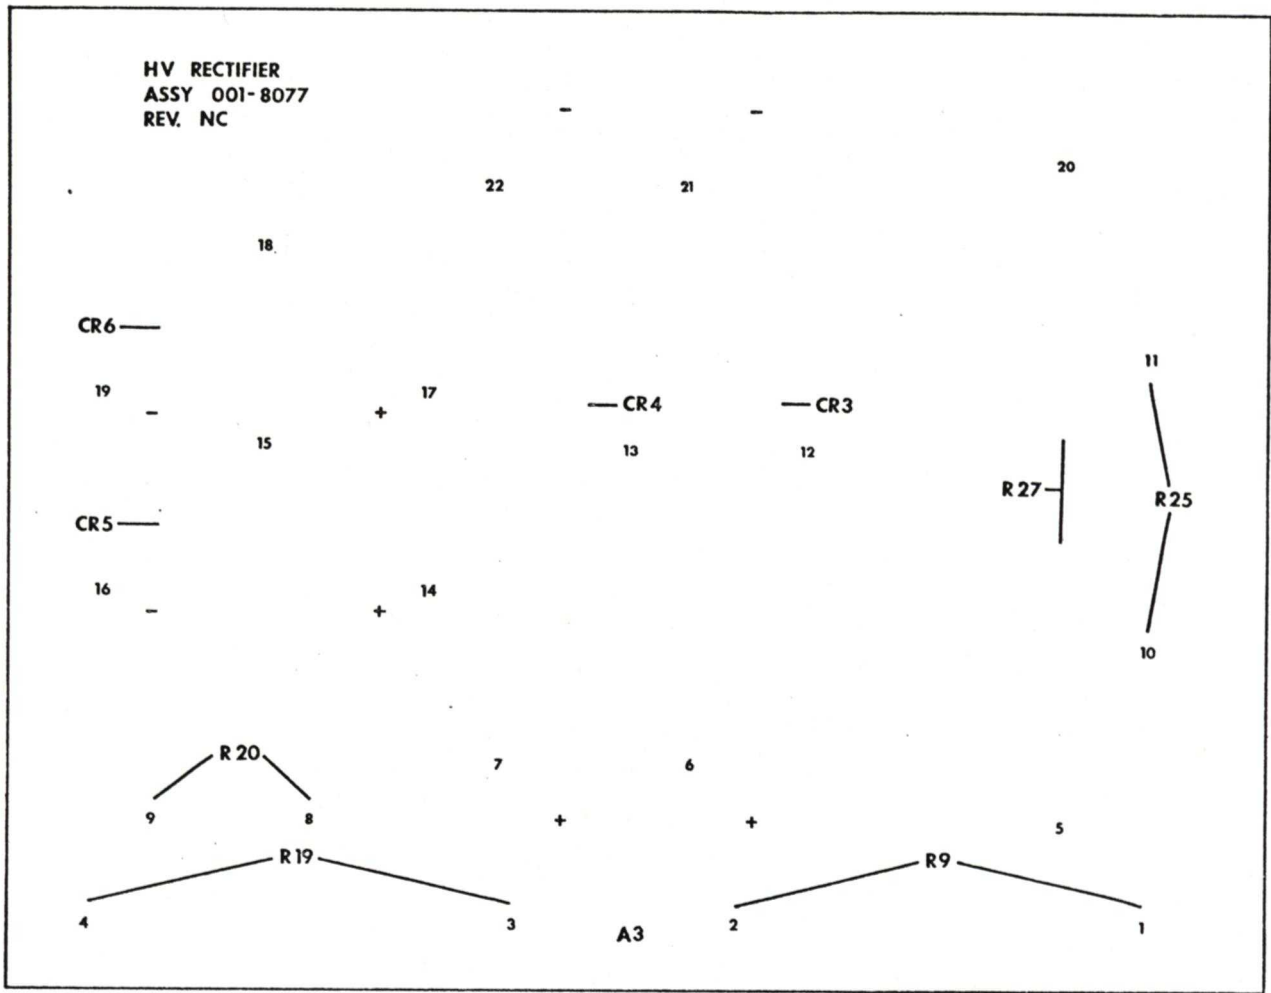 HV RECTIFIER
ASSY 001-8077
REV. NC
- -
20
22 21
18
CR6
11
19 17
- +
CR4 CR3
15 13 12
R27 R25
CR5
16 14
- +
10
R20
7 6
9 8 + + 5
R19 R9
4 3 A3 2 1